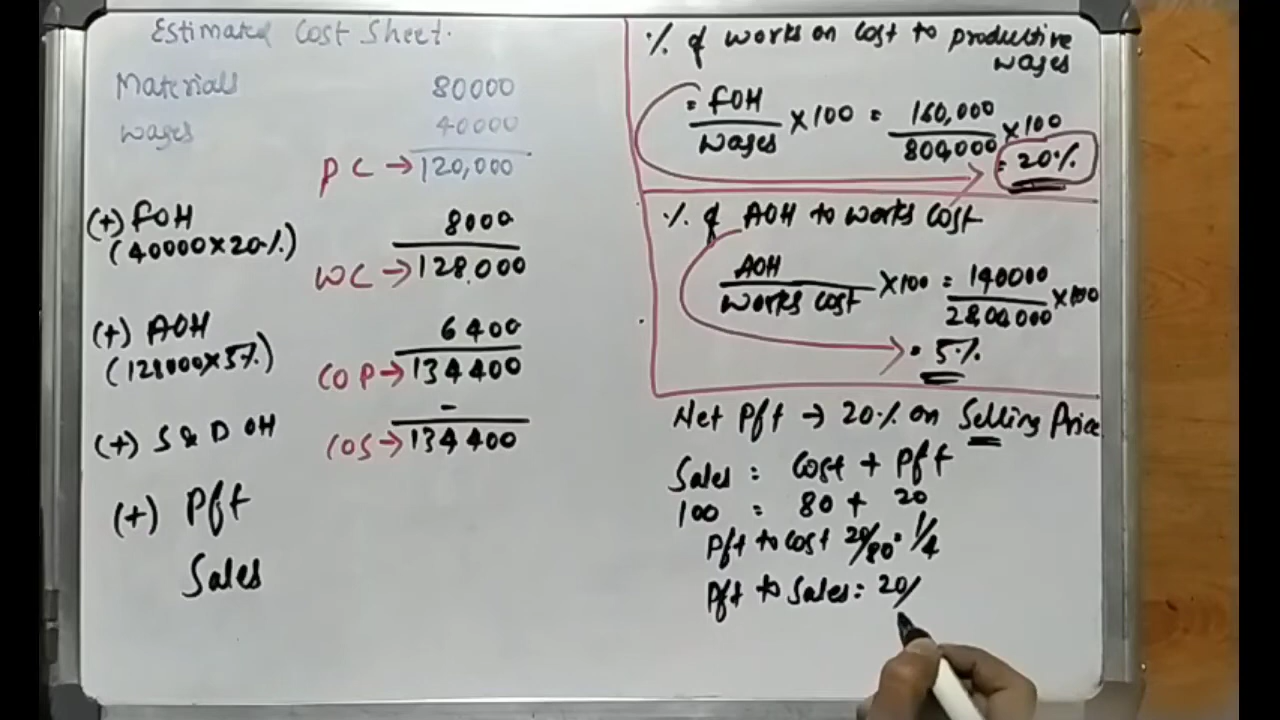 Estimated Cost Sheet.
Materials 80000
Wages 40000
PC → 120,000
(+) FOH 8000
(40000 x 20%)
WC → 128,000
(+) AOH 6400
(128000 x 5%)
COP → 134400
(+) S & D OH -
COS → 134400
(+) Pft
Sales
% of works on cost to productive
wages
= FOH / Wages x 100 = 160,000 / 800,000 x 100
= 20%
% of AOH to works cost
AOH / Works cost x 100 = 140000 / 28,00,000 x 100
= 5%
Net Pft → 20% on Selling Price
Sales = Cost + Pft
100 = 80 + 20
Pft to cost 20/80 = 1/4
Pft to Sales = 20/